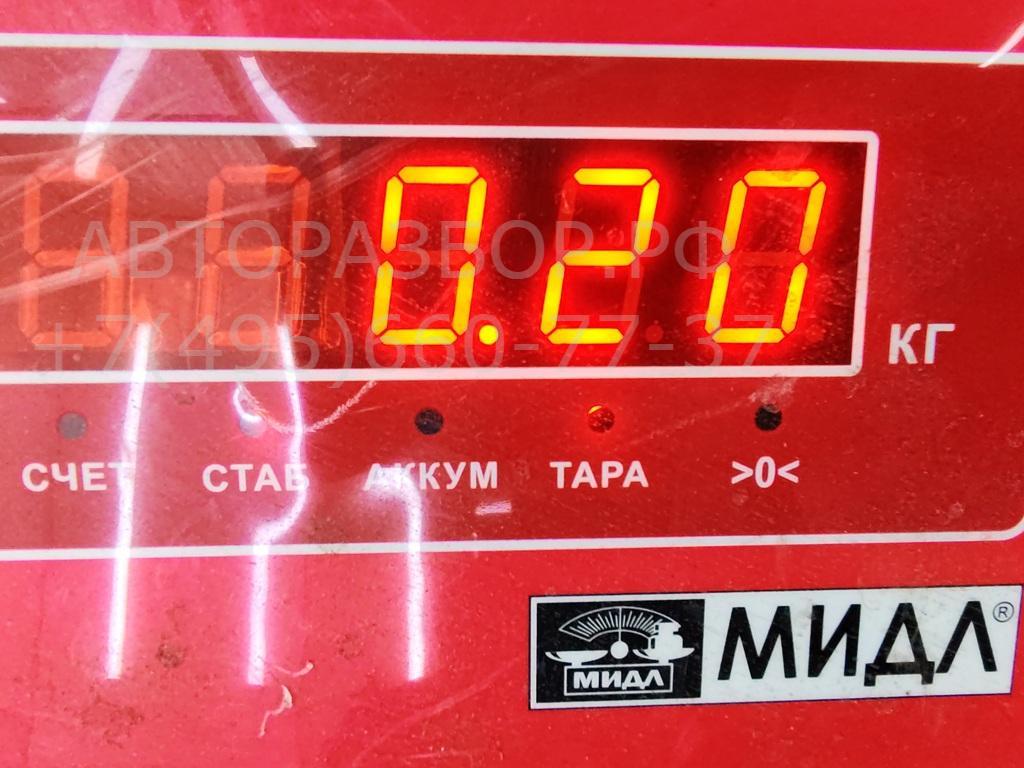 0.20
АВТОРАЗБОР.РФ
+7(495)660-77-37
КГ
СЧЕТ СТАБ АККУМ ТАРА >0<
МИДЛ
МИДЛ®